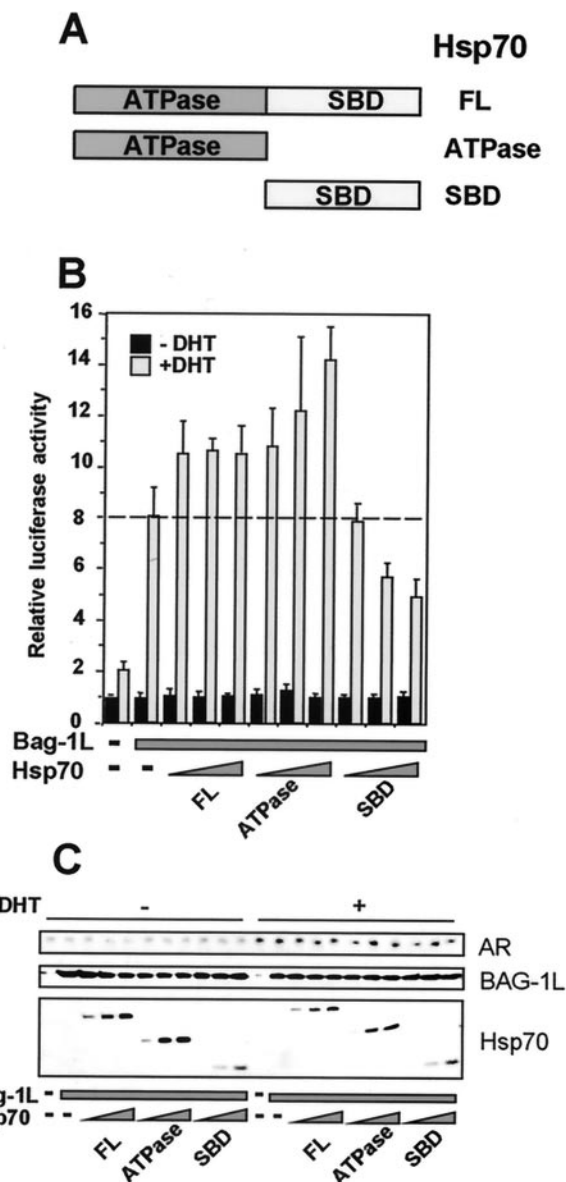 A
Hsp70
ATPase SBD FL
ATPase ATPase
SBD SBD
B
16
14
12
10
8
6
4
2
0
Relative luciferase activity
- DHT
+DHT
Bag-1L -
Hsp70 - -
FL ATPase SBD
C
DHT - +
AR
BAG-1L
Hsp70
g-1L - -
p70 - - - -
FL ATPase SBD FL ATPase SBD